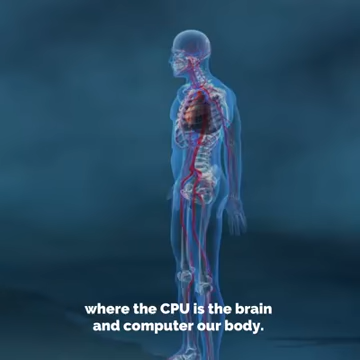 where the CPU is the brain
and computer our body.